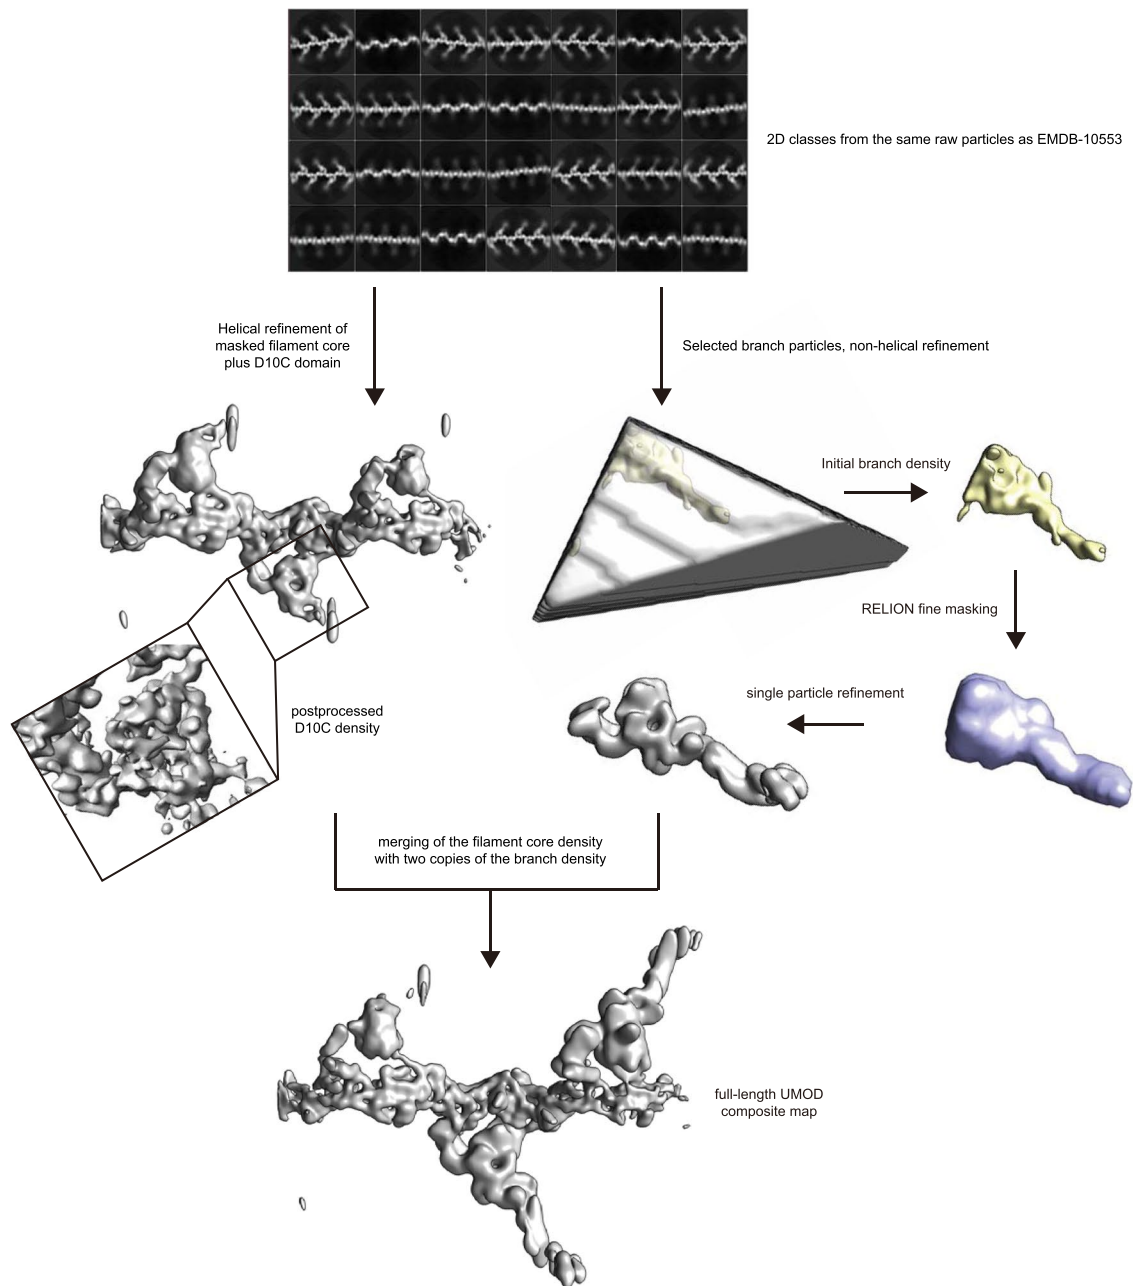 2D classes from the same raw particles as EMDB-10553
Helical refinement of
masked filament core
plus D10C domain
Selected branch particles, non-helical refinement
Initial branch density
RELION fine masking
single particle refinement
postprocessed
D10C density
merging of the filament core density
with two copies of the branch density
full-length UMOD
composite map